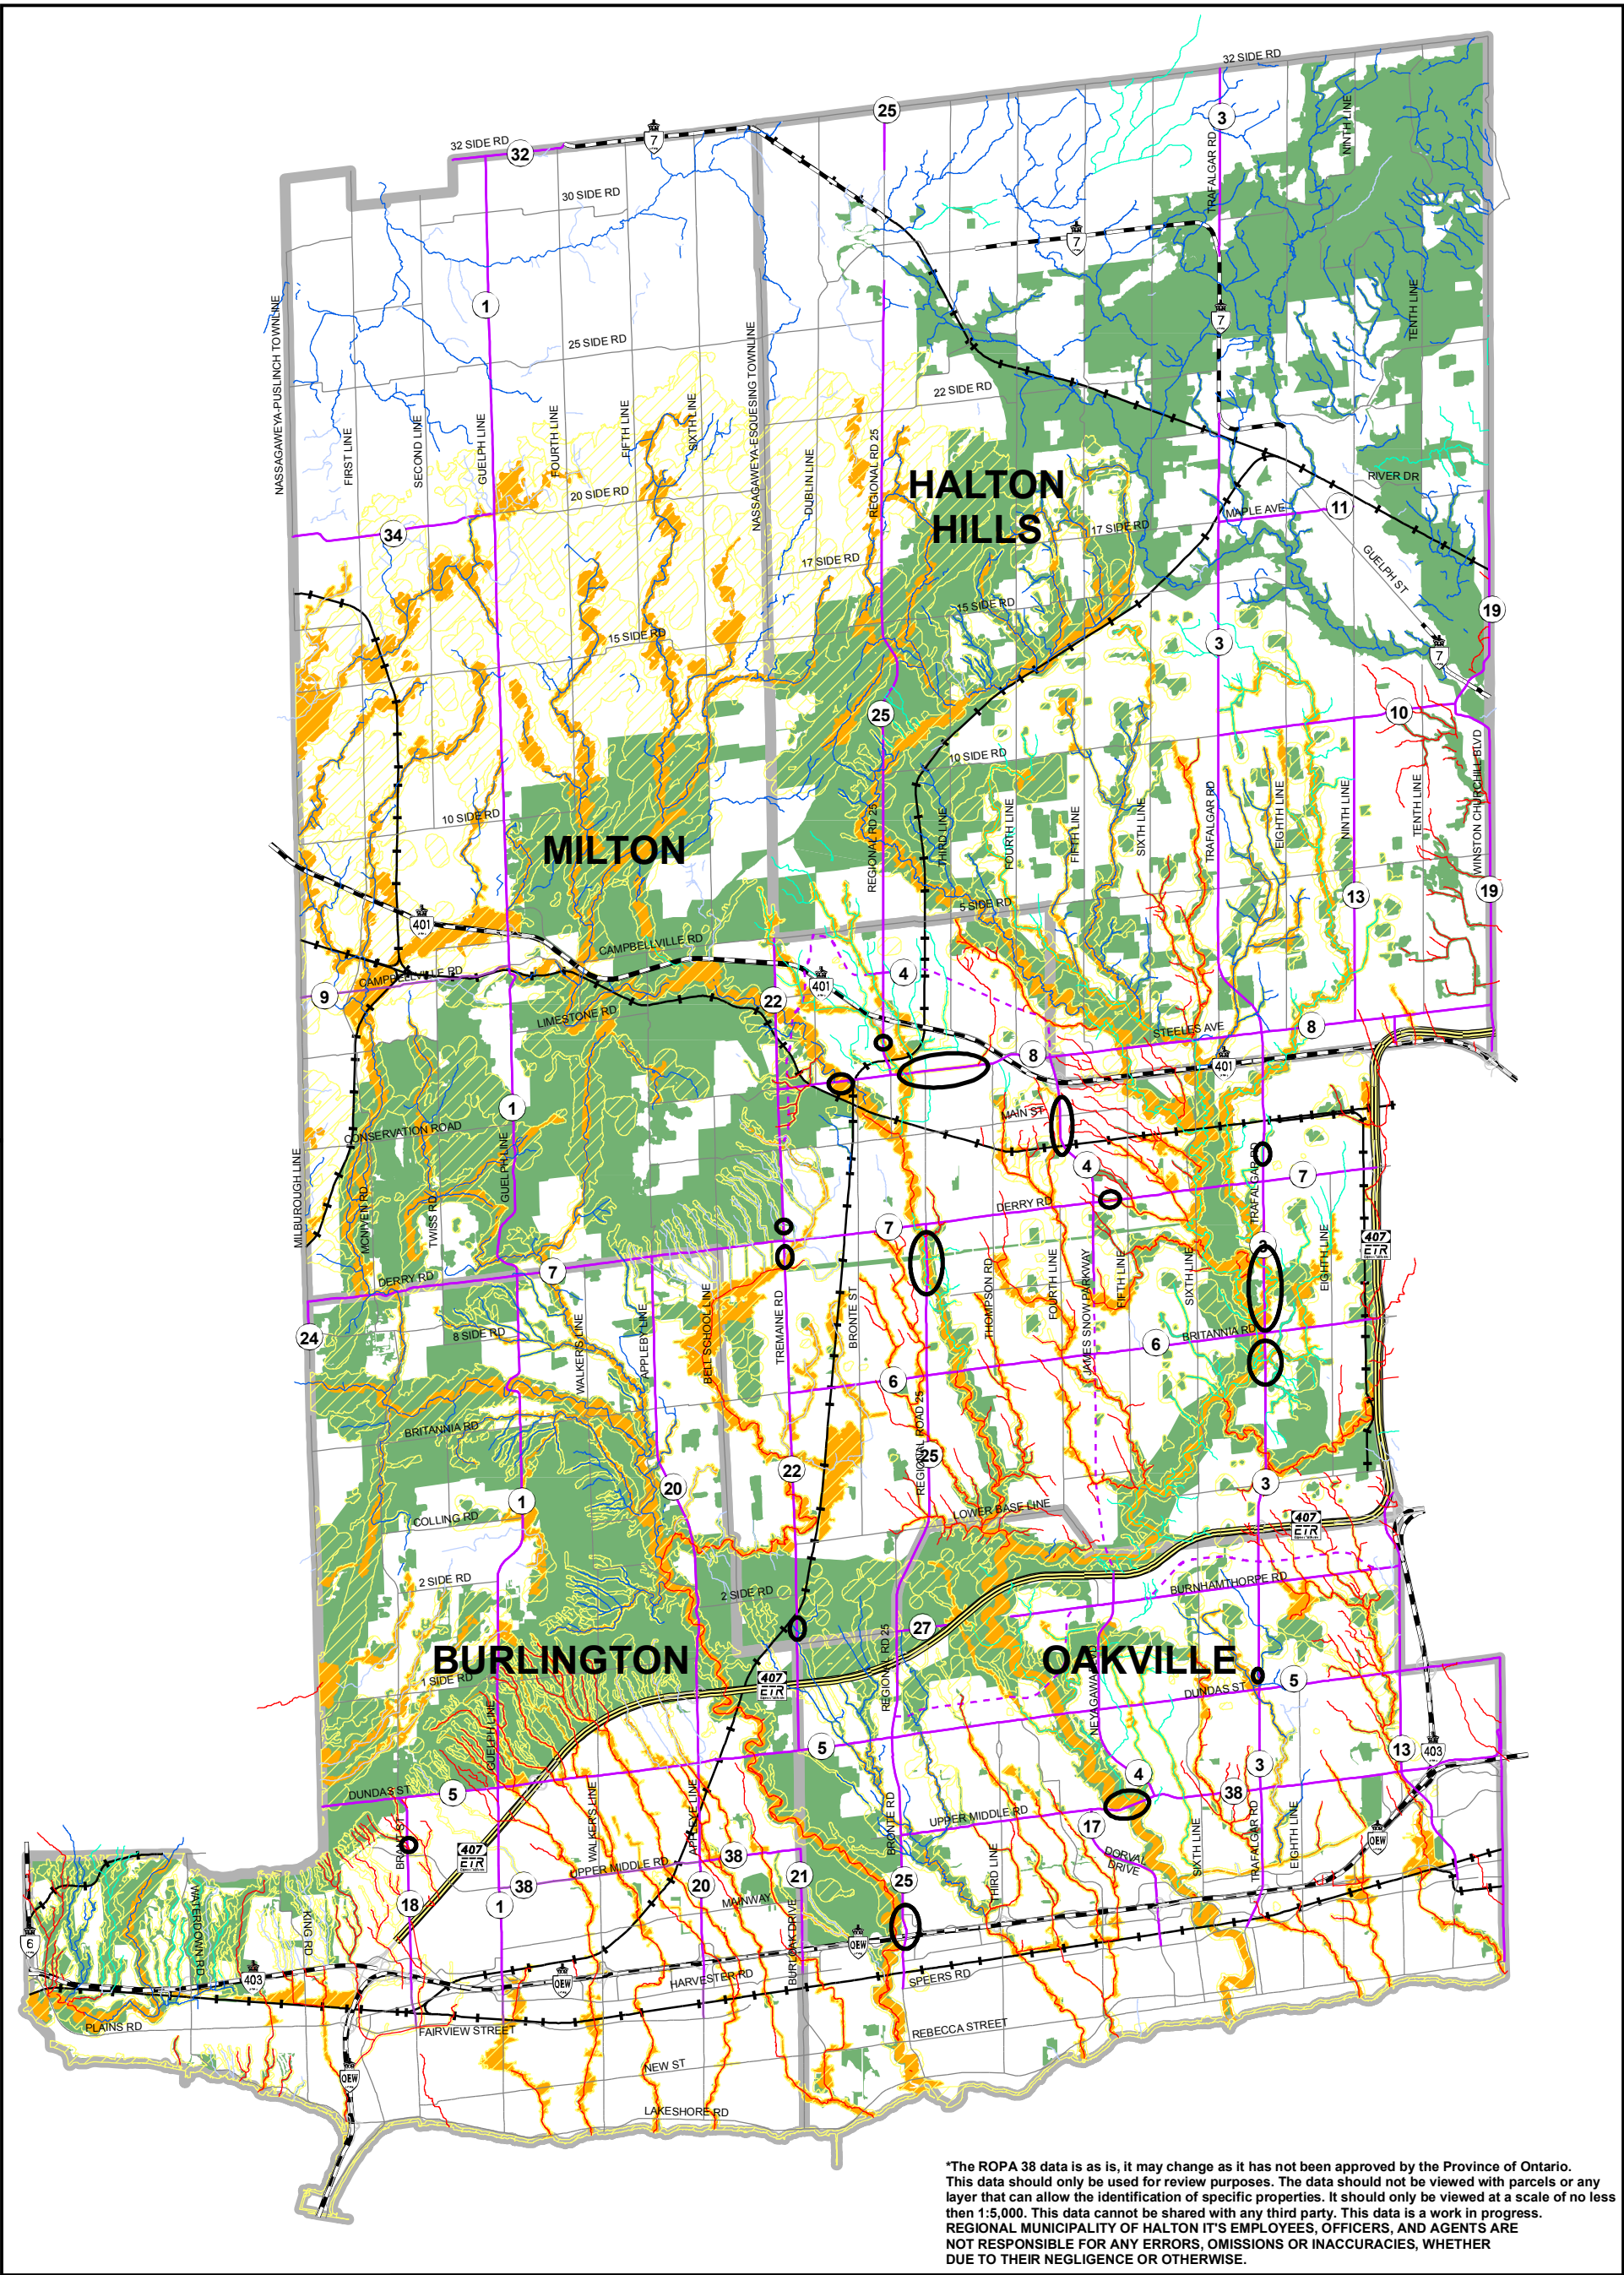 32 SIDE RD
25
3
7
32 SIDE RD
32
30 SIDE RD
TRAFALGAR RD
NINTH LINE
7
1
7
NASSAGAWEYA-PUSLINCH TOWNLINE
25 SIDE RD
NASSAGAWEYA-ESQUESING TOWNLINE
TENTH LINE
22 SIDE RD
FIRST LINE
SECOND LINE
GUELPH LINE
FOURTH LINE
FIFTH LINE
SIXTH LINE
DUBLIN LINE
REGIONAL RD 25
HALTON
HILLS
RIVER DR
20 SIDE RD
MAPLE AVE
11
34
17 SIDE RD
17 SIDE RD
GUELPH ST
15 SIDE RD
19
15 SIDE RD
3
7
25
10
10 SIDE RD
WINSTON CHURCHILL BLVD
10 SIDE RD
MILTON
REGIONAL RD 25
THIRD LINE
FOURTH LINE
FIFTH LINE
SIXTH LINE
TRAFALGAR RD
EIGHTH LINE
NINTH LINE
TENTH LINE
13
19
5 SIDE RD
401
CAMPBELLVILLE RD
CAMPBELLVILLE RD
9
4
401
22
LIMESTONE RD
STEELES AVE
8
8
401
1
MAIN ST
CONSERVATION ROAD
GUELPH LINE
4
TRAFALGAR RD
7
MILBOROUGH LINE
MCNIVEN RD
TWISS RD
DERRY RD
7
3
407
ETR
EIGHTH LINE
DERRY RD
7
THOMPSON RD
FOURTH LINE
JAMES SNOW PARKWAY
FIFTH LINE
SIXTH LINE
24
8 SIDE RD
WALKER'S LINE
APPLEBY LINE
BELL SCHOOL LINE
TREMAINE RD
BRONTE ST
BRITANNIA RD
6
6
BRITANNIA RD
REGIONAL ROAD 25
25
22
20
3
1
COLLING RD
LOWER BASE LINE
407
ETR
2 SIDE RD
2 SIDE RD
BURNHAMTHORPE RD
27
BURLINGTON
OAKVILLE
1 SIDE RD
407
ETR
REGIONAL RD 25
5
DUNDAS ST
GUELPH LINE
5
13
403
3
DUNDAS ST
5
4
38
WALKER'S LINE
BRONTE RD
UPPER MIDDLE RD
17
407
ETR
38
UPPER MIDDLE RD
38
21
20
1
18
25
THIRD LINE
DORVAL
DRIVE
SIXTH LINE
TRAFALGAR RD
EIGHTH LINE
QEW
WATERDOWN RD
KING RD
MAINWAY
BURLOAK DRIVE
6
403
QEW
HARVESTER RD
QEW
SPEERS RD
PLAINS RD
FAIRVIEW STREET
REBECCA STREET
QEW
NEW ST
LAKESHORE RD
*The ROPA 38 data is as is, it may change as it has not been approved by the Province of Ontario.
This data should only be used for review purposes. The data should not be viewed with parcels or any
layer that can allow the identification of specific properties. It should only be viewed at a scale of no less
then 1:5,000. This data cannot be shared with any third party. This data is a work in progress.
REGIONAL MUNICIPALITY OF HALTON IT'S EMPLOYEES, OFFICERS, AND AGENTS ARE
NOT RESPONSIBLE FOR ANY ERRORS, OMISSIONS OR INACCURACIES, WHETHER
DUE TO THEIR NEGLIGENCE OR OTHERWISE.